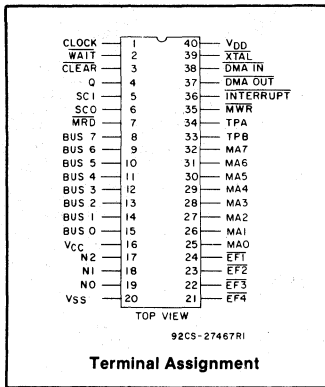 CLOCK 1 40 VDD
WAIT 2 39 XTAL
CLEAR 3 38 DMA IN
Q 4 37 DMA OUT
SC1 5 36 INTERRUPT
SC0 6 35 MWR
MRD 7 34 TPA
BUS 7 8 33 TPB
BUS 6 9 32 MA7
BUS 5 10 31 MA6
BUS 4 11 30 MA5
BUS 3 12 29 MA4
BUS 2 13 28 MA3
BUS 1 14 27 MA2
BUS 0 15 26 MA1
VCC 16 25 MA0
N2 17 24 EF1
N1 18 23 EF2
N0 19 22 EF3
VSS 20 21 EF4
TOP VIEW
92CS-27467R1
Terminal Assignment